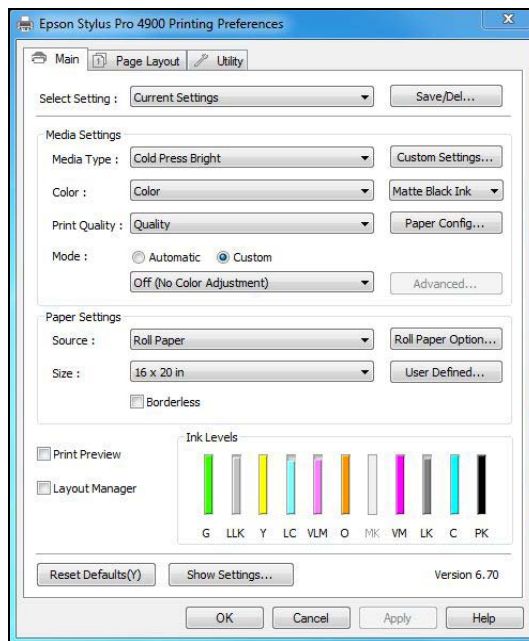 Epson Stylus Pro 4900 Printing Preferences
Main Page Layout Utility
Select Setting : Current Settings Save/Del...
Media Settings
Media Type : Cold Press Bright Custom Settings...
Color : Color Matte Black Ink
Print Quality : Quality Paper Config...
Mode : Automatic Custom
Off (No Color Adjustment) Advanced...
Paper Settings
Source : Roll Paper Roll Paper Option...
Size : 16 x 20 in User Defined...
Borderless
Ink Levels
Print Preview
Layout Manager
G LLK Y LC VLM O MK VM LK C PK
Reset Defaults(Y) Show Settings... Version 6.70
OK Cancel Apply Help